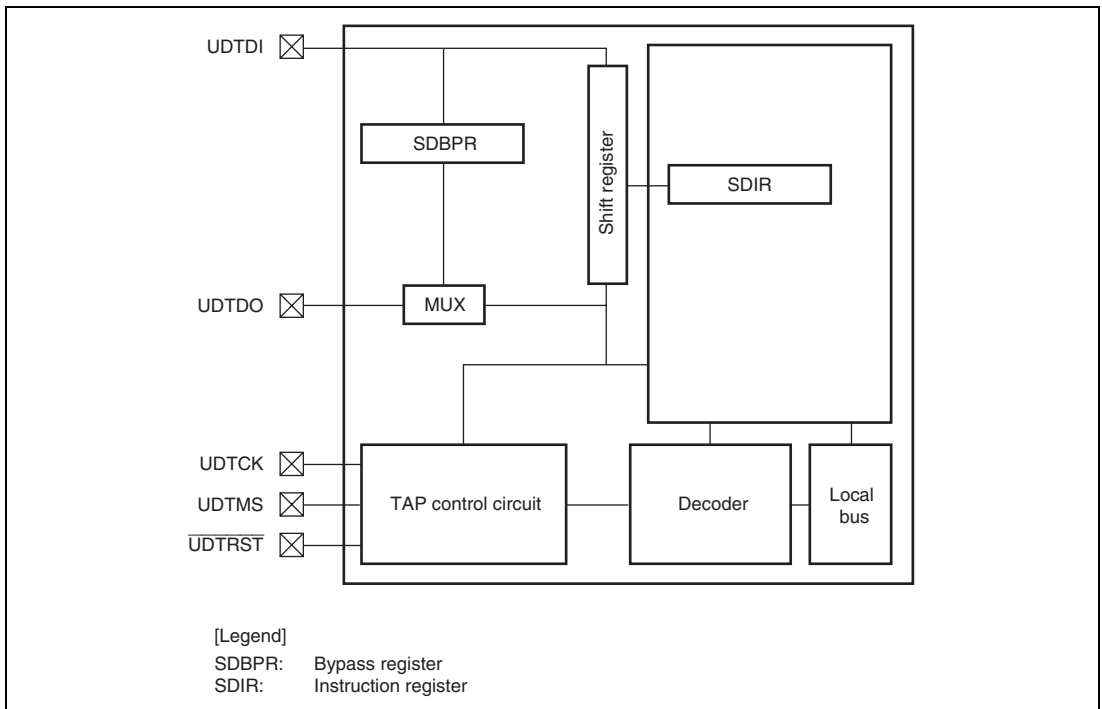 UDTDI
SDBPR
Shift register
SDIR
UDTDO
MUX
UDTCK
UDTMS
UDTRST
TAP control circuit
Decoder
Local
bus
[Legend]
SDBPR: Bypass register
SDIR: Instruction register